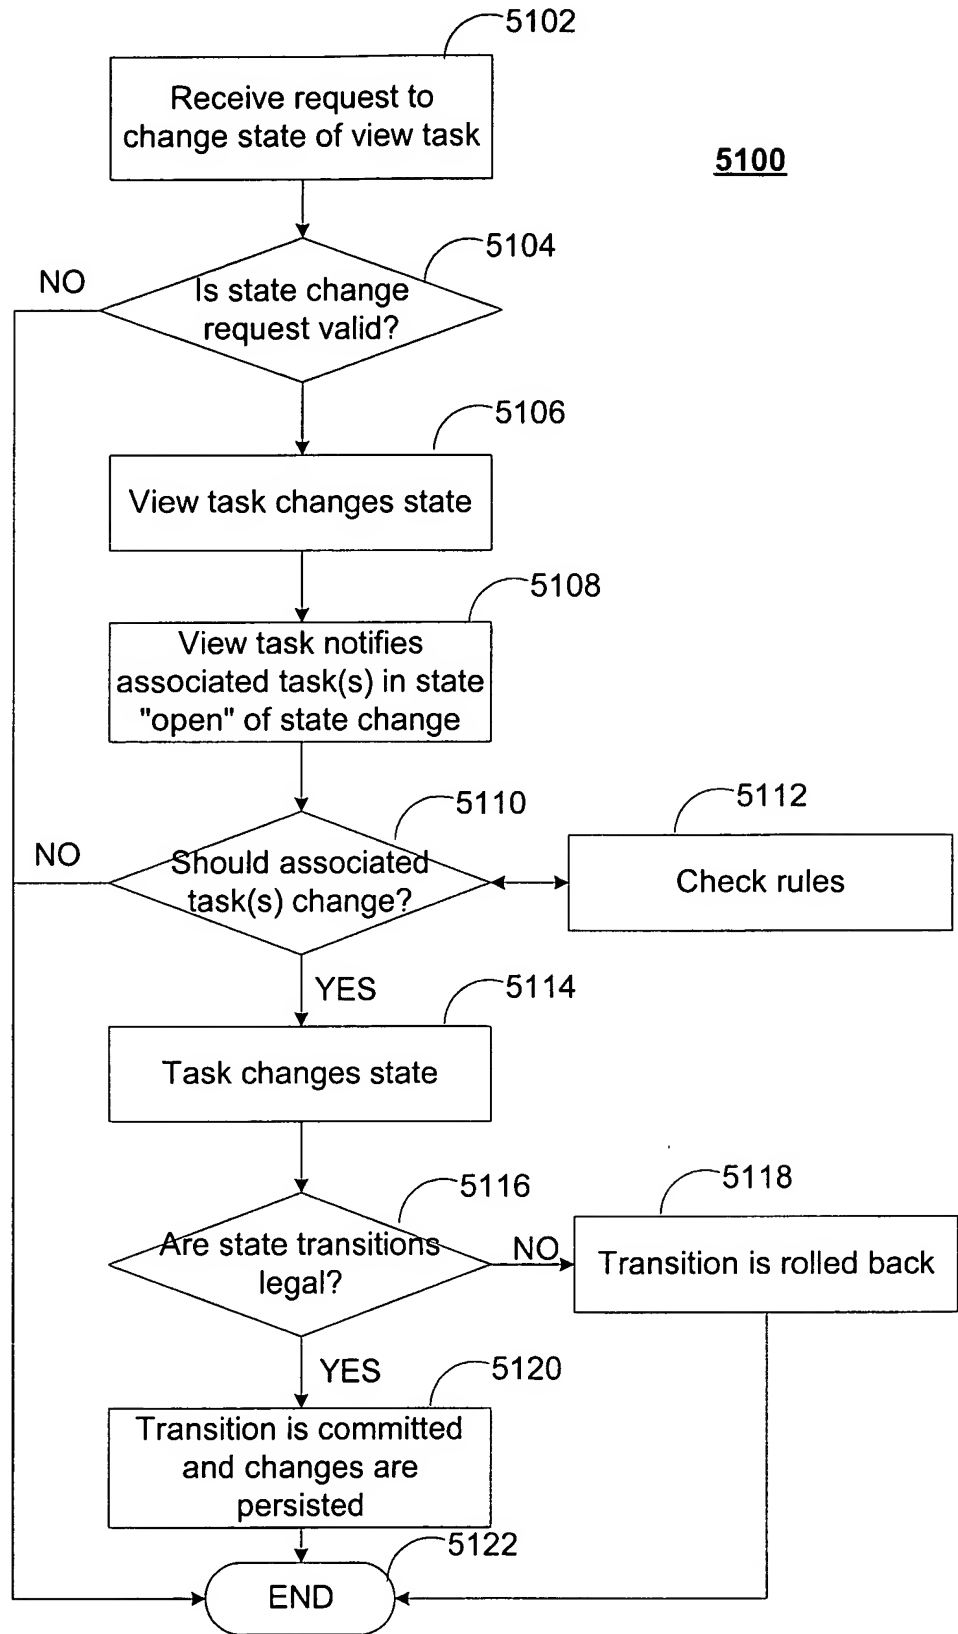 5102
Receive request to
change state of view task
5100
5104
NO
Is state change
request valid?
5106
View task changes state
5108
View task notifies
associated task(s) in state
"open" of state change
5110
5112
NO
Should associated
task(s) change?
Check rules
YES
5114
Task changes state
5116
5118
Are state transitions
legal?
NO
Transition is rolled back
YES
5120
Transition is committed
and changes are
persisted
5122
END